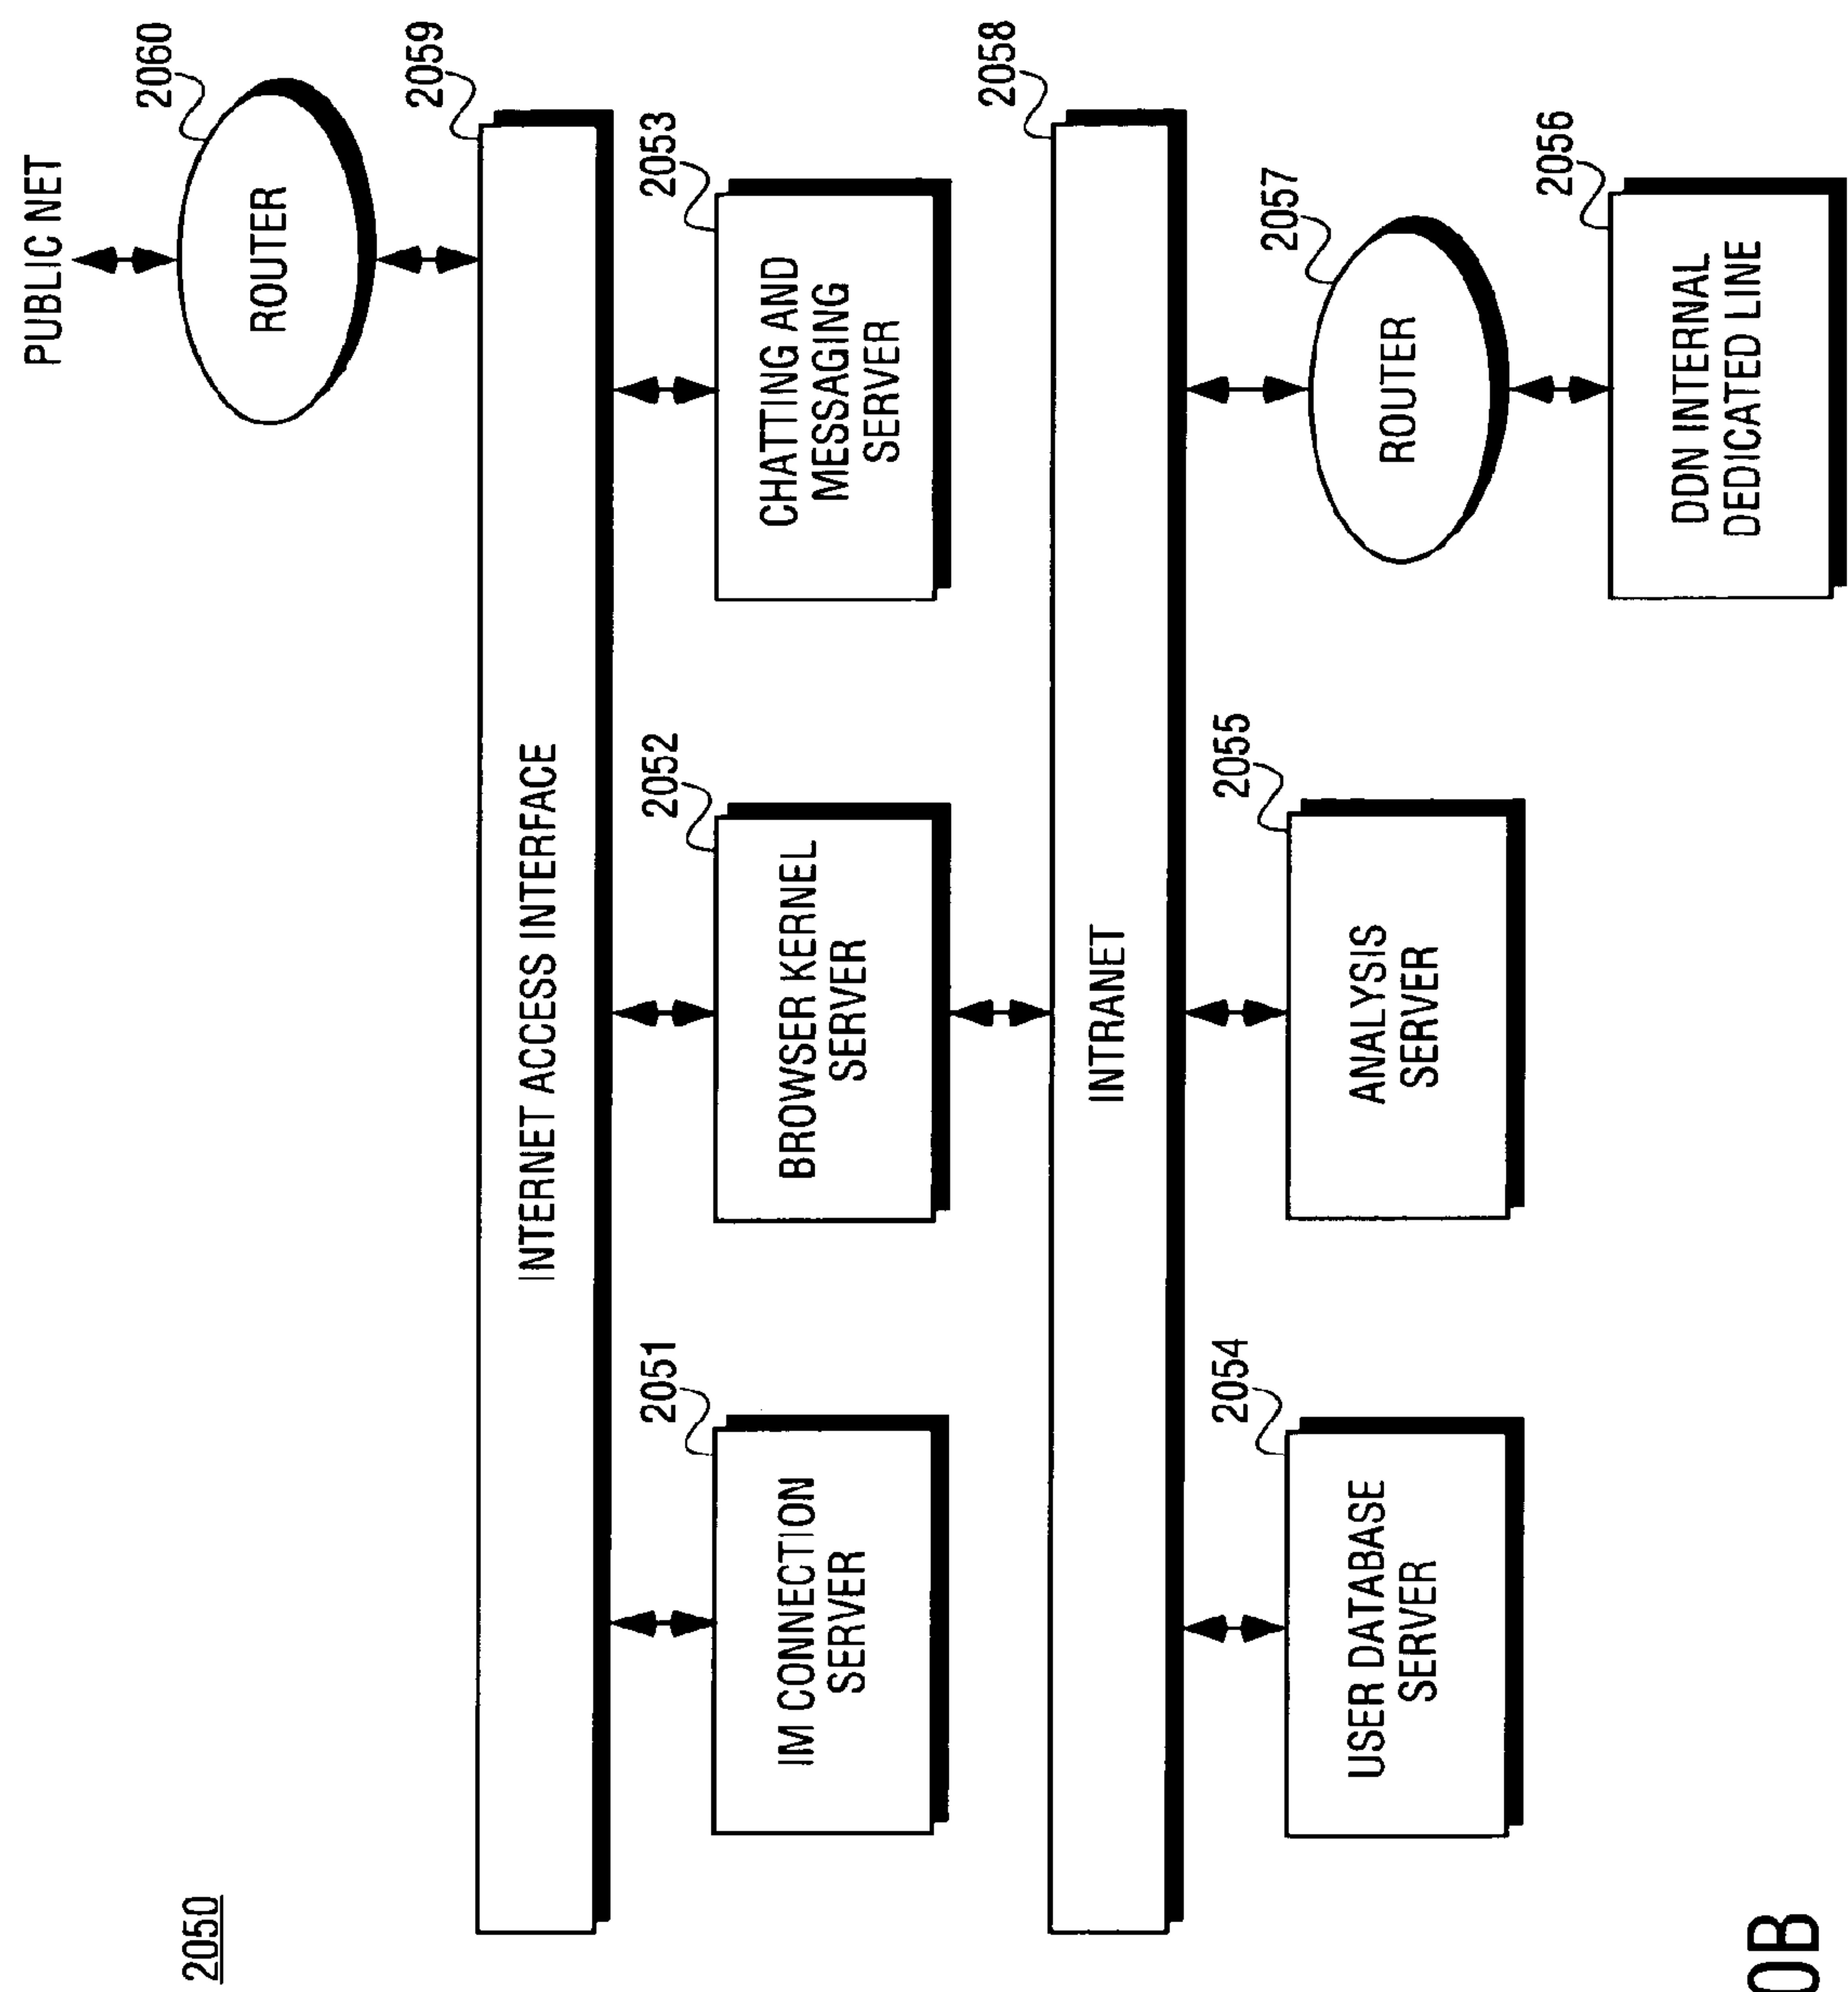 2050
PUBLIC NET
2060
ROUTER
2059
INTERNET ACCESS INTERFACE
2051
IM CONNECTION
SERVER
2052
BROWSER KERNEL
SERVER
2053
CHATTING AND
MESSAGING
SERVER
2058
INTRANET
2054
USER DATABASE
SERVER
2055
ANALYSIS
SERVER
2057
ROUTER
2056
DDN INTERNAL
DEDICATED LINE
0B